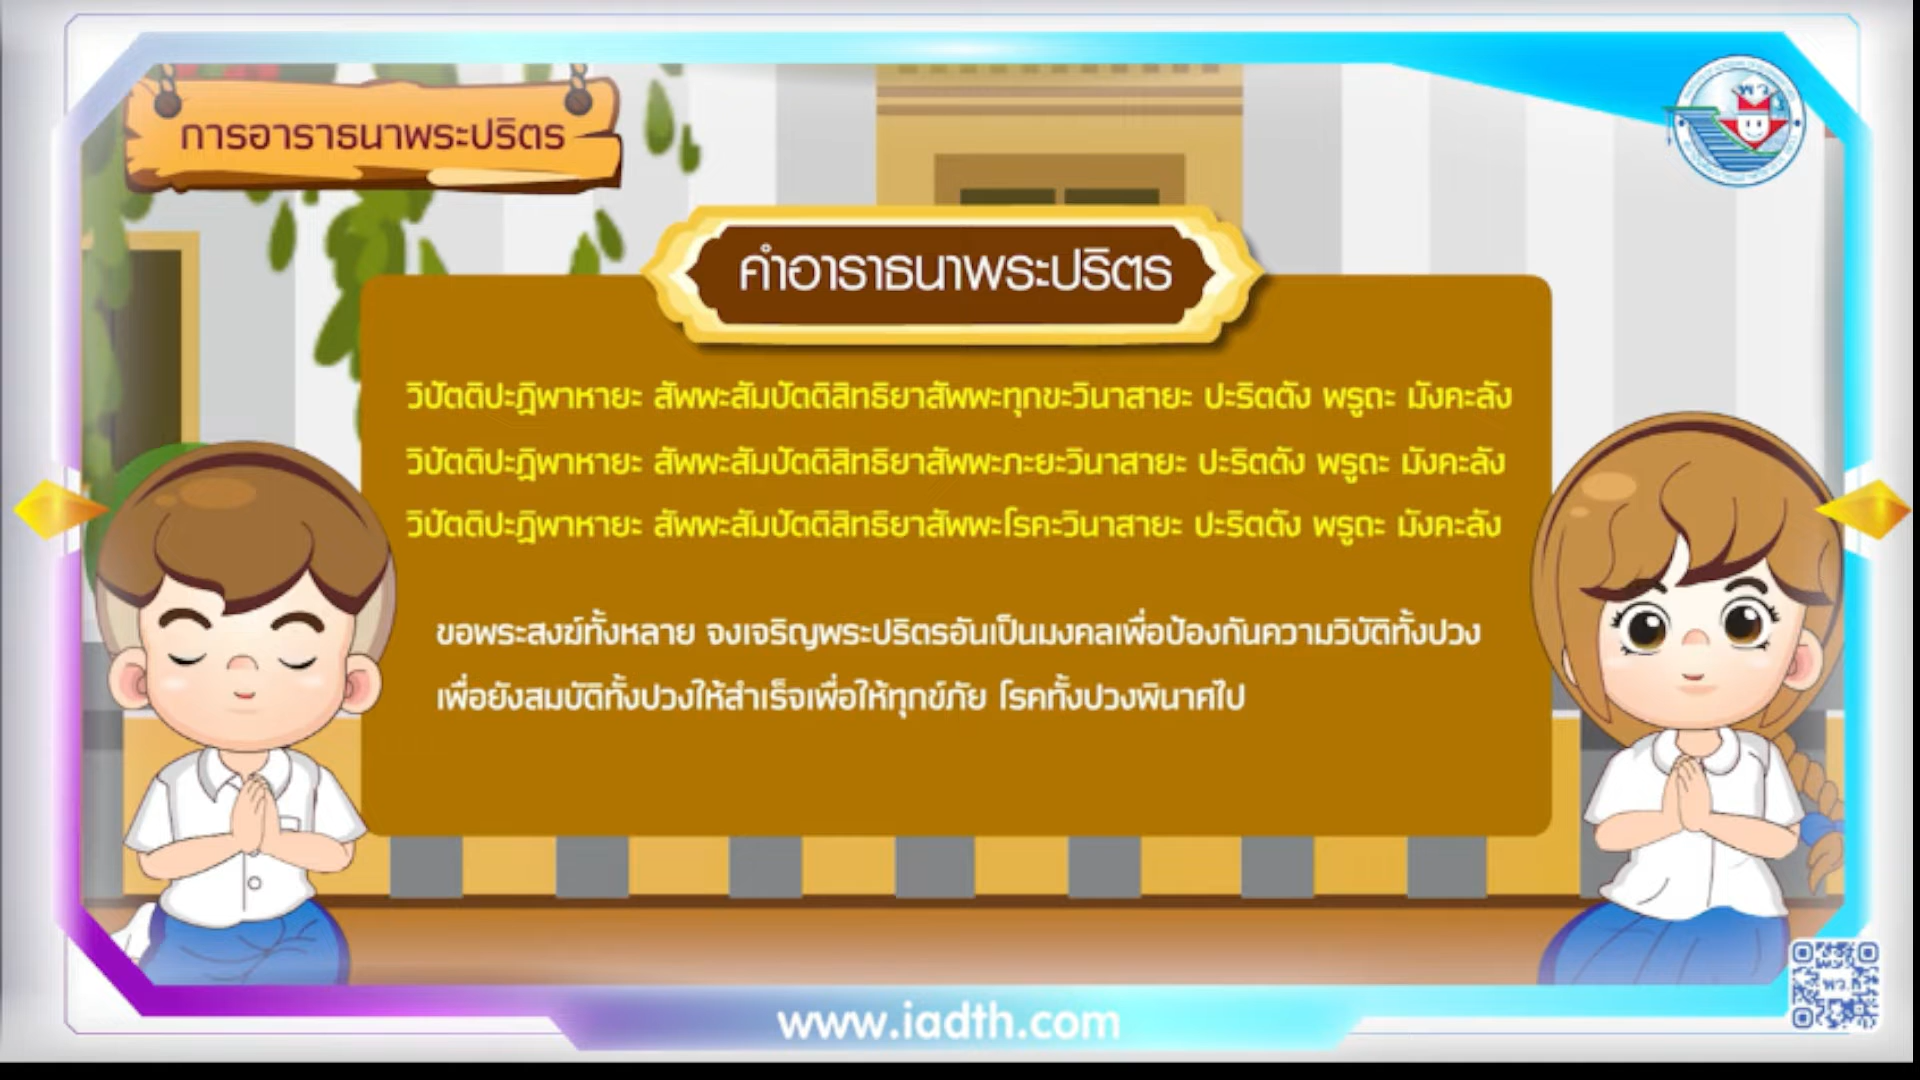 การอาราธนาพระปริตร
คำอาราธนาพระปริตร
วิปัตติปะฏิพาหายะ สัพพะสัมปัตติสิทธิยาสัพพะทุกขะวินาสายะ ปะริตตัง พรูถะ มังคะลัง
วิปัตติปะฏิพาหายะ สัพพะสัมปัตติสิทธิยาสัพพะภะยะวินาสายะ ปะริตตัง พรูถะ มังคะลัง
วิปัตติปะฏิพาหายะ สัพพะสัมปัตติสิทธิยาสัพพะโรคะวินาสายะ ปะริตตัง พรูถะ มังคะลัง
ขอพระสงฆ์ทั้งหลาย จงเจริญพระปริตรอันเป็นมงคลเพื่อป้องกันความวิบัติทั้งปวง
เพื่อยังสมบัติทั้งปวงให้สำเร็จเพื่อให้ทุกข์ภัย โรคทั้งปวงพินาศไป
www.iadth.com